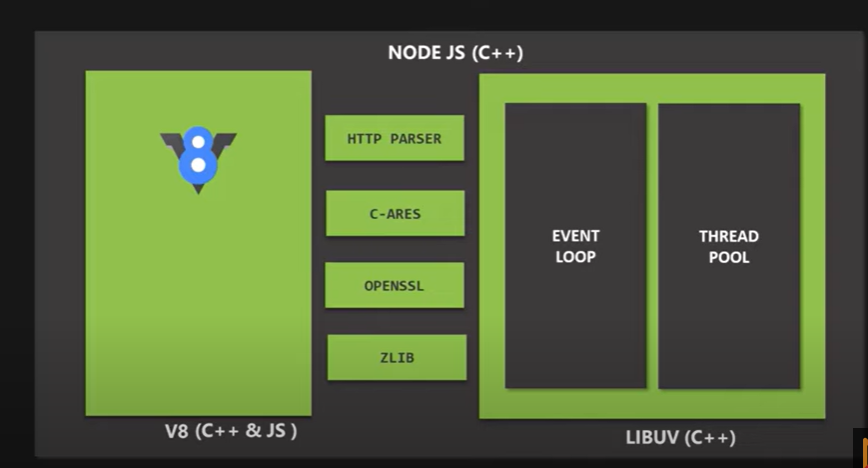 NODE JS (C++)
HTTP PARSER
C-ARES
OPENSSL
ZLIB
EVENT
LOOP
THREAD
POOL
V8 (C++ & JS )
LIBUV (C++)